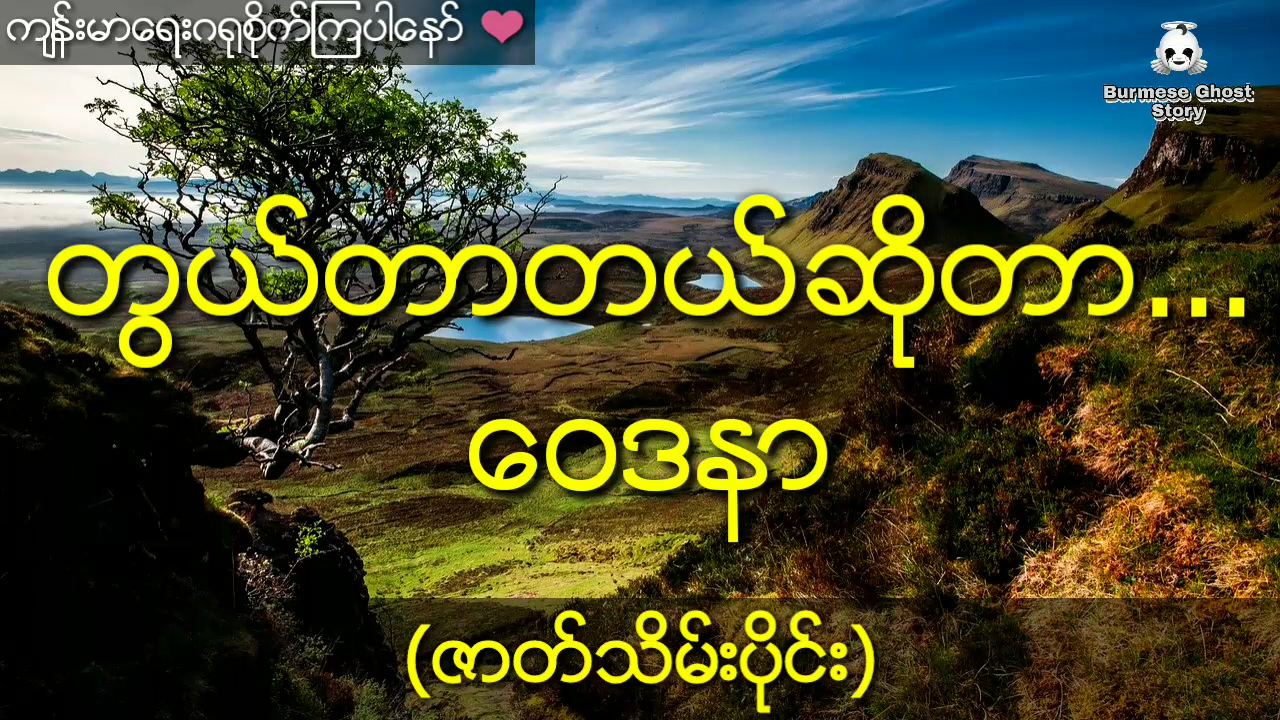 ကျန်းမာရေးဂရုစိုက်ကြပါနော် ❤
Burmese Ghost
Story
တွယ်တာတယ်ဆိုတာ...
ဝေဒနာ
(ဇာတ်သိမ်းပိုင်း)